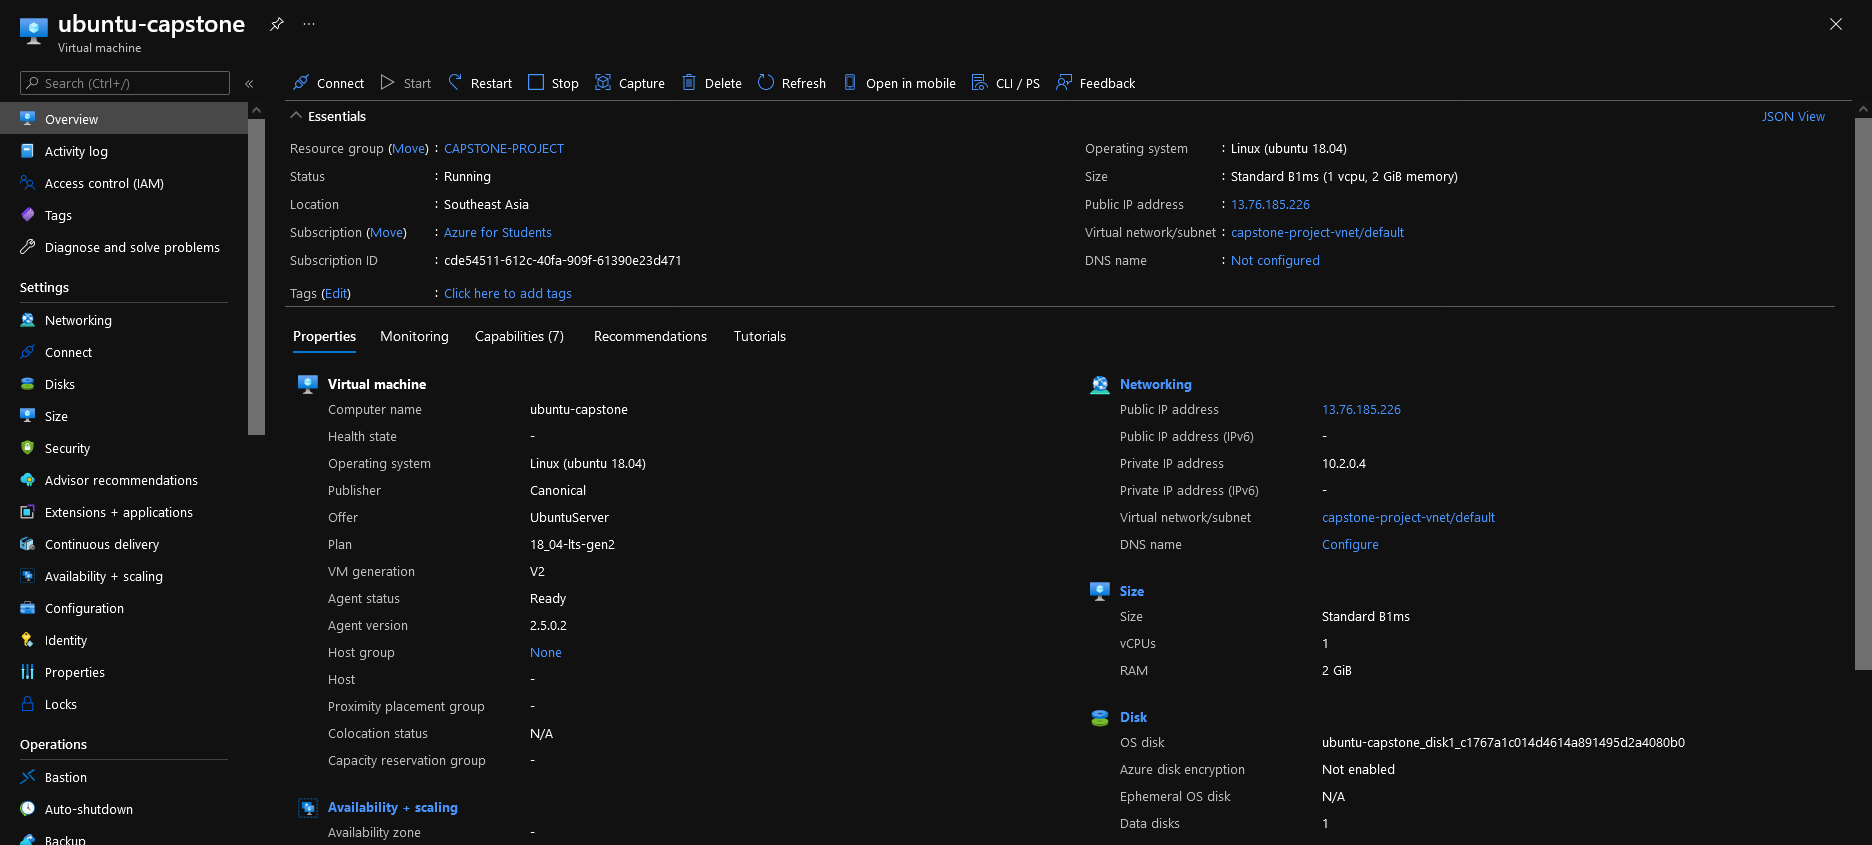 ubuntu-capstone
Virtual machine
Search (Ctrl+/)
«
Connect Start Restart Stop Capture Delete Refresh Open in mobile CLI / PS Feedback
Overview
Activity log
Access control (IAM)
Tags
Diagnose and solve problems
Settings
Networking
Connect
Disks
Size
Security
Advisor recommendations
Extensions + applications
Continuous delivery
Availability + scaling
Configuration
Identity
Properties
Locks
Operations
Bastion
Auto-shutdown
Backup
Essentials
JSON View
Resource group (Move) : CAPSTONE-PROJECT
Status : Running
Location : Southeast Asia
Subscription (Move) : Azure for Students
Subscription ID : cde54511-612c-40fa-909f-61390e23d471
Tags (Edit) : Click here to add tags
Operating system : Linux (ubuntu 18.04)
Size : Standard B1ms (1 vcpu, 2 GiB memory)
Public IP address : 13.76.185.226
Virtual network/subnet : capstone-project-vnet/default
DNS name : Not configured
Properties Monitoring Capabilities (7) Recommendations Tutorials
Virtual machine
Computer name ubuntu-capstone
Health state -
Operating system Linux (ubuntu 18.04)
Publisher Canonical
Offer UbuntuServer
Plan 18_04-lts-gen2
VM generation V2
Agent status Ready
Agent version 2.5.0.2
Host group None
Host -
Proximity placement group -
Colocation status N/A
Capacity reservation group -
Availability + scaling
Availability zone -
Networking
Public IP address 13.76.185.226
Public IP address (IPv6) -
Private IP address 10.2.0.4
Private IP address (IPv6) -
Virtual network/subnet capstone-project-vnet/default
DNS name Configure
Size
Size Standard B1ms
vCPUs 1
RAM 2 GiB
Disk
OS disk ubuntu-capstone_disk1_c1767a1c014d4614a891495d2a4080b0
Azure disk encryption Not enabled
Ephemeral OS disk N/A
Data disks 1